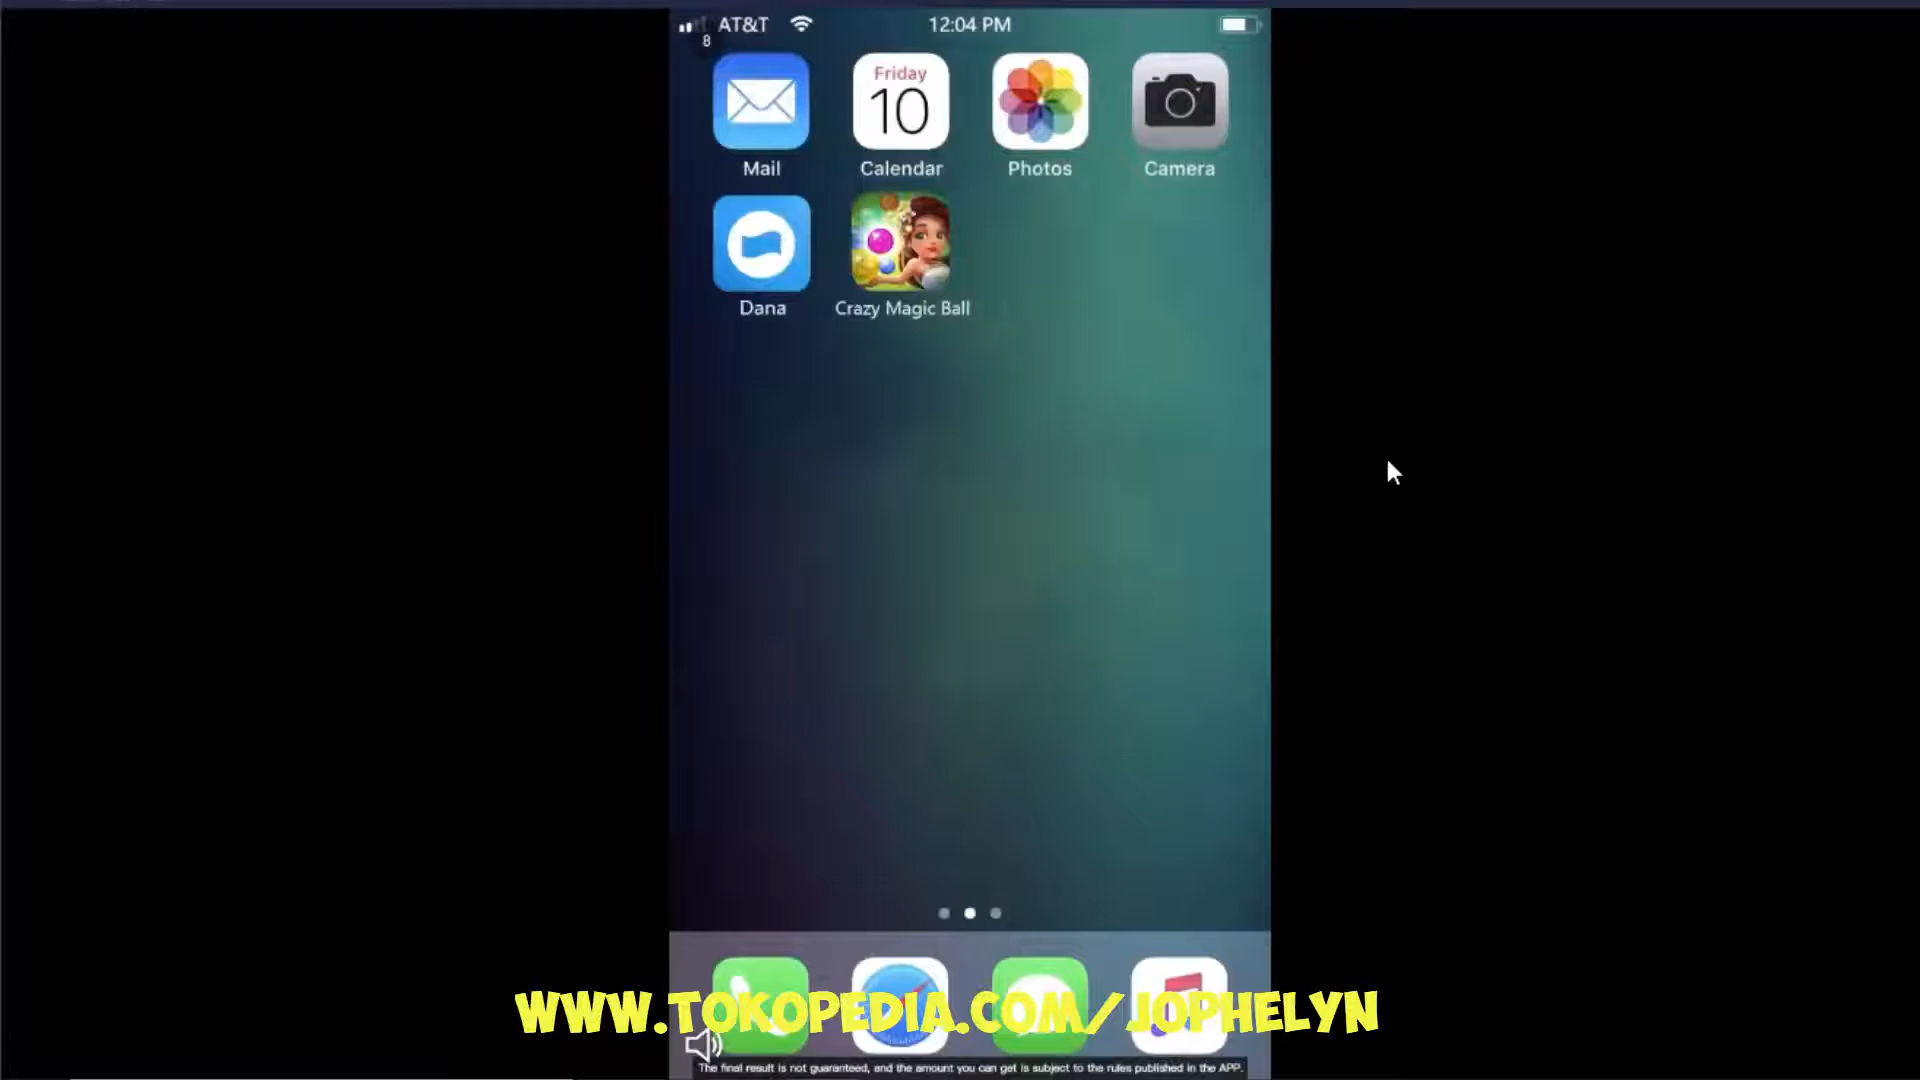 AT&T 12:04 PM
8
Friday
10
Mail Calendar Photos Camera
Dana Crazy Magic Ball
WWW.TOKOPEDIA.COM/JOPHELYN
The final result is not guaranteed, and the amount you can get is subject to the rules published in the APP.